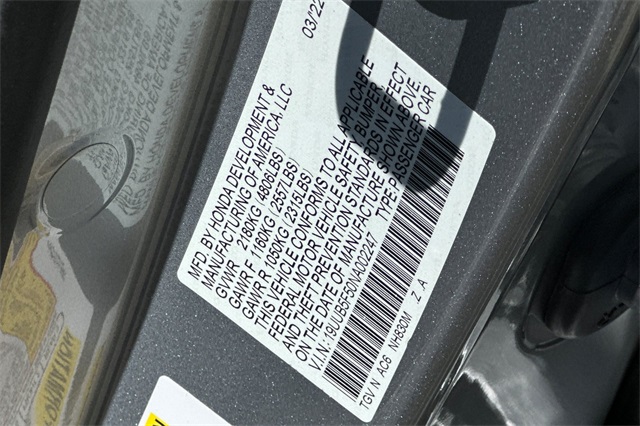 03/22
MFD. BY HONDA DEVELOPMENT &
MANUFACTURING OF AMERICA, LLC
GVWR 2180KG (4806LBS)
GAWR F 1160KG (2557LBS)
GAWR R 1050KG (2315LBS)
THIS VEHICLE CONFORMS TO ALL APPLICABLE
FEDERAL MOTOR VEHICLE SAFETY, BUMPER,
AND THEFT PREVENTION STANDARDS IN EFFECT
ON THE DATE OF MANUFACTURE SHOWN ABOVE.
V.I.N.: 19UUB5F50NA002247 TYPE: PASSENGER CAR
TGV N AC6 NH830M Z A